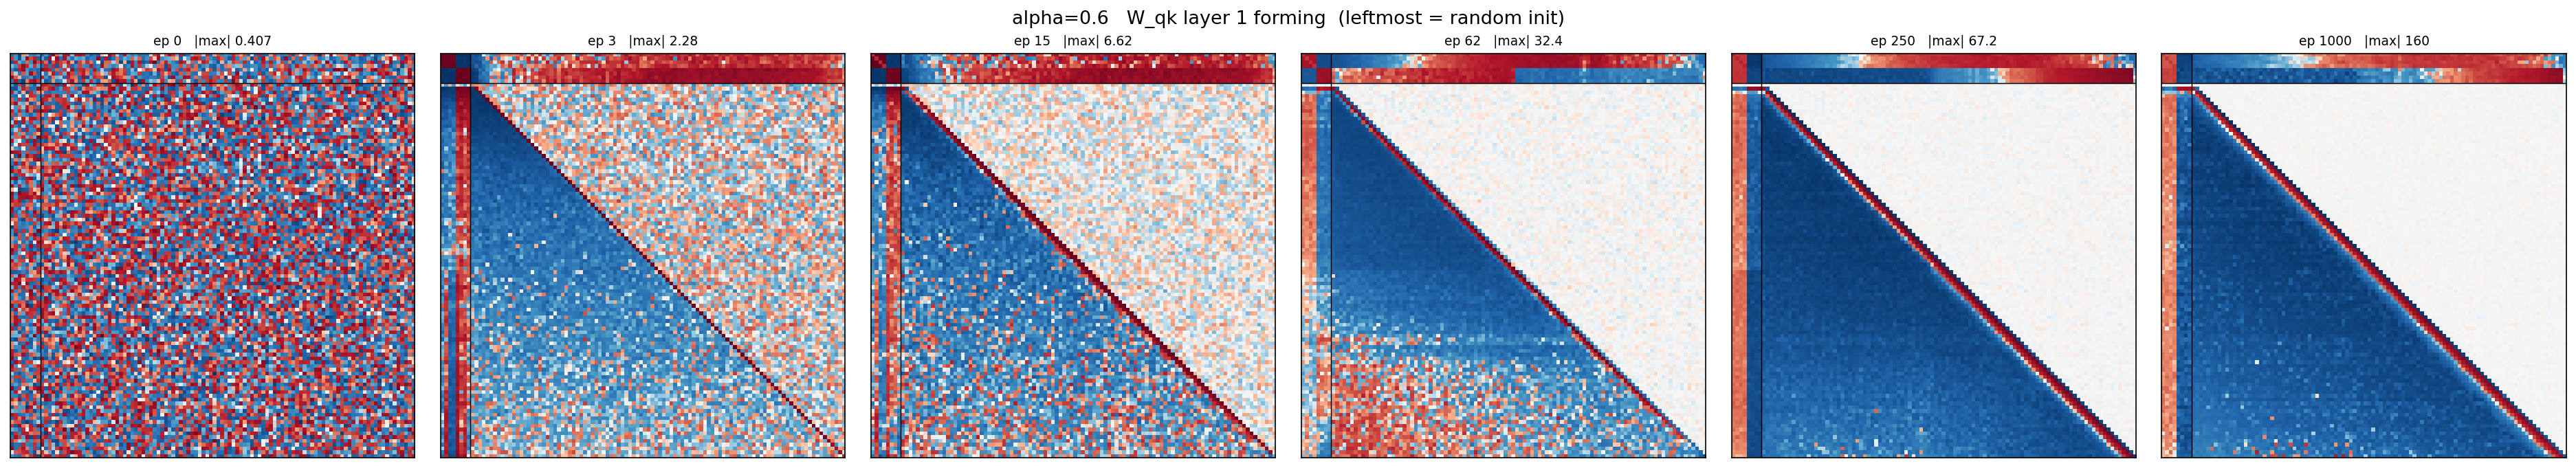 alpha=0.6   W_qk layer 1 forming  (leftmost = random init)
ep 0   |max| 0.407
ep 3   |max| 2.28
ep 15   |max| 6.62
ep 62   |max| 32.4
ep 250   |max| 67.2
ep 1000   |max| 160